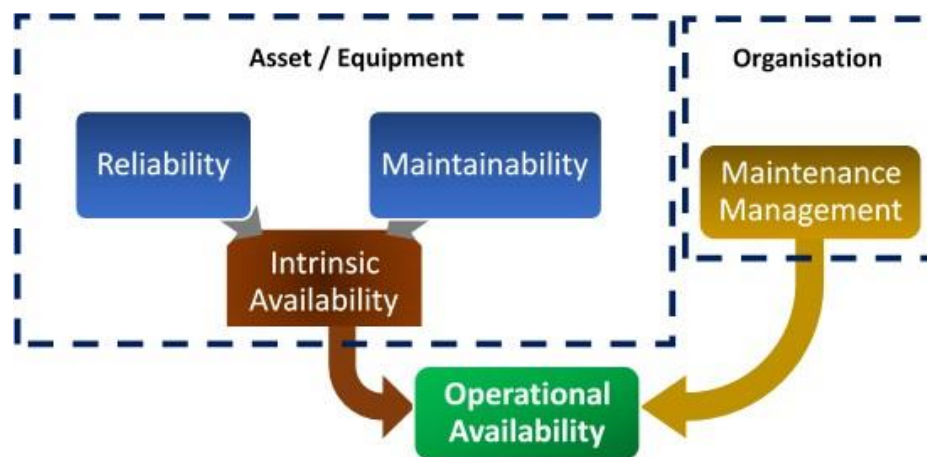 Asset / Equipment
Organisation
Reliability
Maintainability
Maintenance
Management
Intrinsic
Availability
Operational
Availability